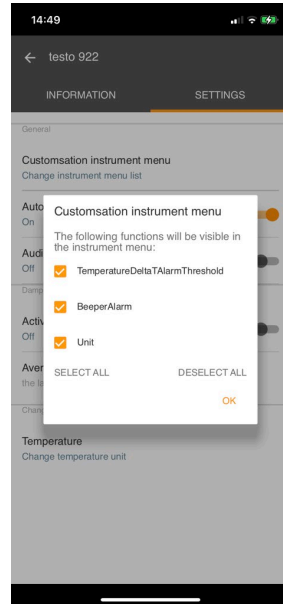 14:49
testo 922
INFORMATION
SETTINGS
General
Customsation instrument menu
Change instrument menu list
Auto
On
Customsation instrument menu
The following functions will be visible in
the instrument menu:
TemperatureDeltaTAlarmThreshold
BeeperAlarm
Unit
SELECT ALL
DESELECT ALL
OK
Audi
Off
Damp
Activ
Off
Aver
the la
Chang
Temperature
Change temperature unit